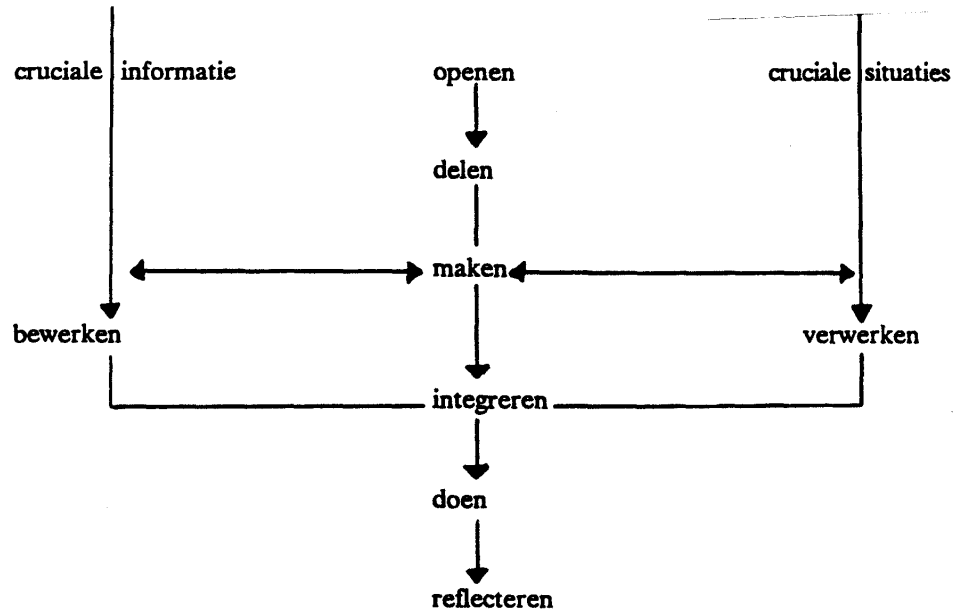 cruciale informatie openen cruciale situaties
delen
maken
bewerken verwerken
integreren
doen
reflecteren